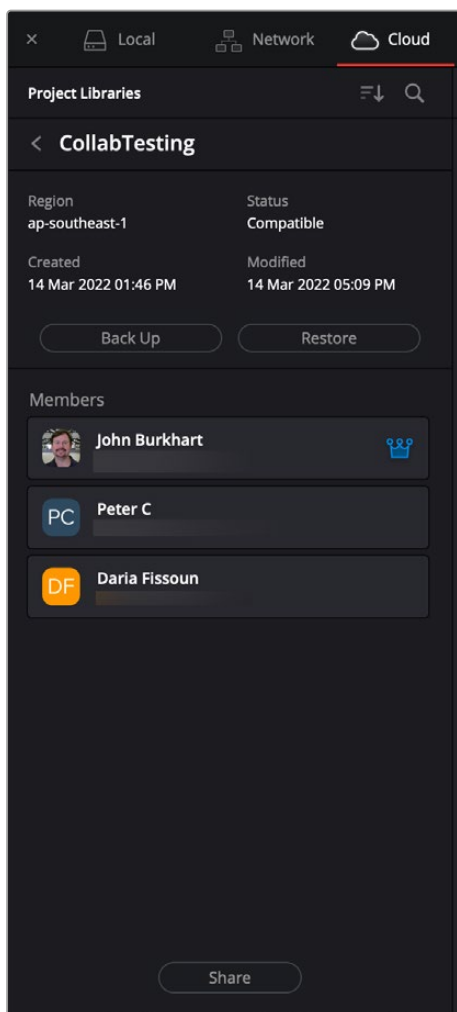 × Local Network Cloud
Project Libraries
< CollabTesting
Region Status
ap-southeast-1 Compatible
Created Modified
14 Mar 2022 01:46 PM 14 Mar 2022 05:09 PM
Back Up Restore
Members
John Burkhart
PC Peter C
DF Daria Fissoun
Share